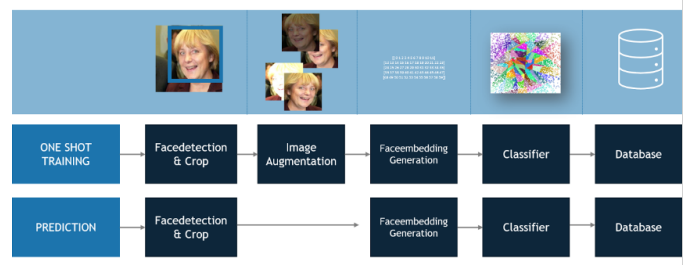 ONE SHOT
TRAINING
Facedetection
& Crop
Image
Augmentation
Faceembedding
Generation
Classifier
Database
PREDICTION
Facedetection
& Crop
Faceembedding
Generation
Classifier
Database